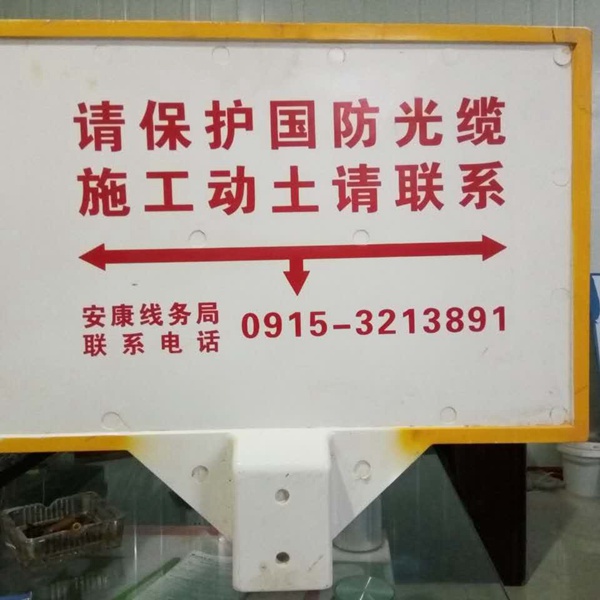 请保护国防光缆
施工动土请联系
安康线务局
联系电话
0915-3213891